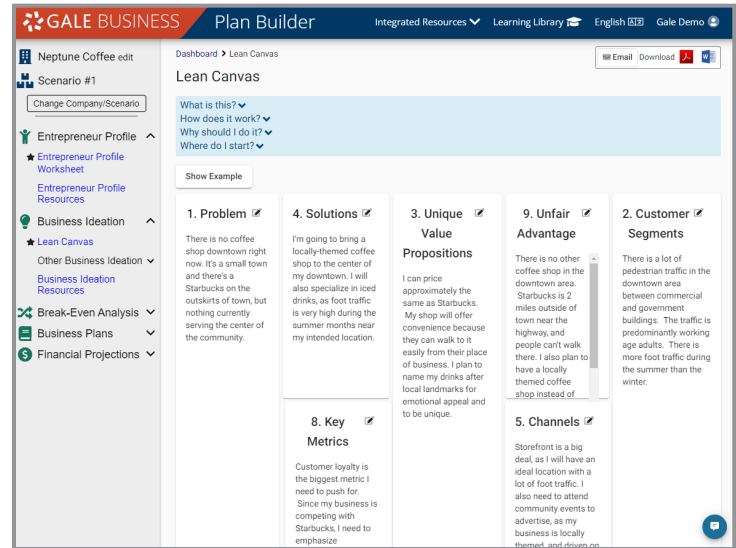 GALE BUSINESS Plan Builder
Integrated Resources Learning Library English Gale Demo
Neptune Coffee edit
Scenario #1
Change Company/Scenario
Entrepreneur Profile
Entrepreneur Profile
Worksheet
Entrepreneur Profile
Resources
Business Ideation
Lean Canvas
Other Business Ideation
Business Ideation
Resources
Break-Even Analysis
Business Plans
Financial Projections
Dashboard > Lean Canvas
Email Download
Lean Canvas
What is this?
How does it work?
Why should I do it?
Where do I start?
Show Example
1. Problem
There is no coffee
shop downtown right
now. It's a small town
and there's a
Starbucks on the
outskirts of town, but
nothing currently
serving the center of
the community.
4. Solutions
I'm going to bring a
locally-themed coffee
shop to the center of
my downtown. I will
also specialize in iced
drinks, as foot traffic
is very high during the
summer months near
my intended location.
8. Key
Metrics
Customer loyalty is
the biggest metric I
need to push for.
Since my business is
competing with
Starbucks, I need to
emphasize
3. Unique
Value
Propositions
I can price
approximately the
same as Starbucks.
My shop will offer
convenience because
they can walk to it
easily from their place
of business. I plan to
name my drinks after
local landmarks for
emotional appeal and
to be unique.
9. Unfair
Advantage
There is no other
coffee shop in the
downtown area.
Starbucks is 2
miles outside of
town near the
highway, and
people can't walk
there. I also plan to
have a locally
themed coffee
shop instead of
5. Channels
Storefront is a big
deal, as I will have an
ideal location with a
lot of foot traffic. I
also need to attend
community events to
advertise, as my
business is locally
themed, and driven on
2. Customer
Segments
There is a lot of
pedestrian traffic in the
downtown area
between commercial
and government
buildings. The traffic is
predominantly working
age adults. There is
more foot traffic during
the summer than the
winter.